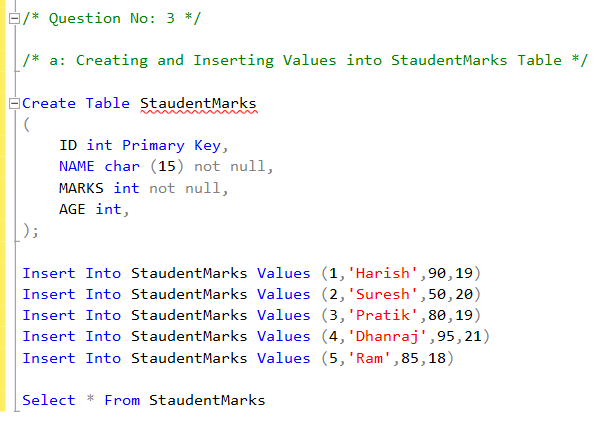 /* Question No: 3 */
/* a: Creating and Inserting Values into StaudentMarks Table */
Create Table StaudentMarks
(
ID int Primary Key,
NAME char (15) not null,
MARKS int not null,
AGE int,
);
Insert Into StaudentMarks Values (1,'Harish',90,19)
Insert Into StaudentMarks Values (2,'Suresh',50,20)
Insert Into StaudentMarks Values (3,'Pratik',80,19)
Insert Into StaudentMarks Values (4,'Dhanraj',95,21)
Insert Into StaudentMarks Values (5,'Ram',85,18)
Select * From StaudentMarks